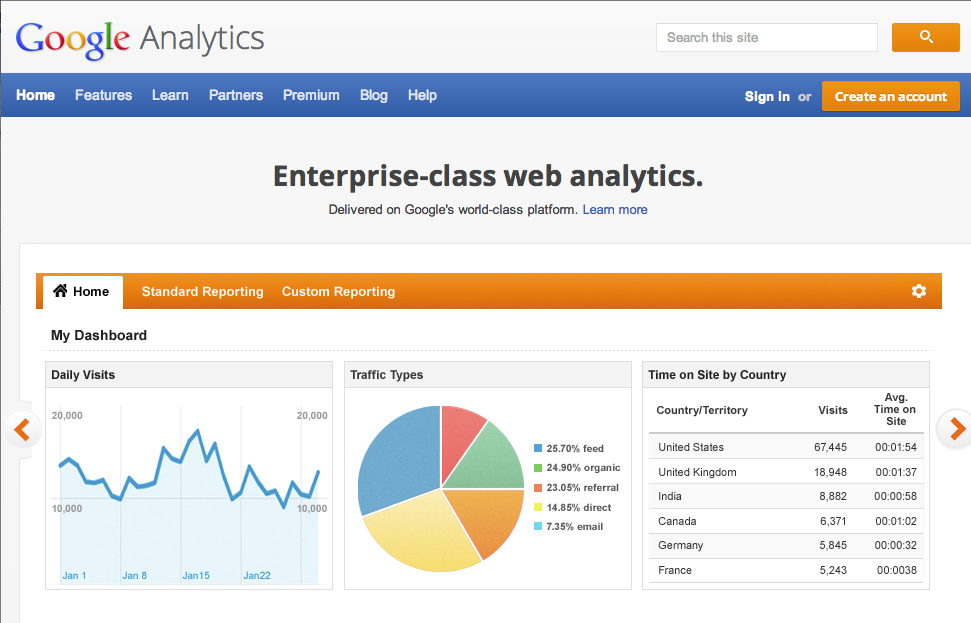 Google Analytics
Search this site
Home Features Learn Partners Premium Blog Help
Sign in or Create an account
Enterprise-class web analytics.
Delivered on Google's world-class platform. Learn more
Home Standard Reporting Custom Reporting
My Dashboard
Daily Visits
20,000 20,000
10,000 10,000
Jan 1 Jan 8 Jan15 Jan22
Traffic Types
25.70% feed
24.90% organic
23.05% referral
14.85% direct
7.35% email
Time on Site by Country
Country/Territory Visits Avg. Time on Site
United States 67,445 00:01:54
United Kingdom 18,948 00:01:37
India 8,882 00:00:58
Canada 6,371 00:01:02
Germany 5,845 00:00:32
France 5,243 00:0038